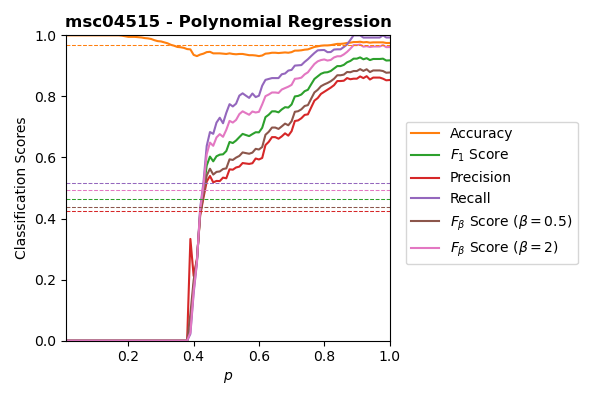 msc04515 - Polynomial Regression
Classification Scores
1.0
0.8
0.6
0.4
0.2
0.0
0.2 0.4 0.6 0.8 1.0
p
Accuracy
F₁ Score
Precision
Recall
Fᵦ Score (β = 0.5)
Fᵦ Score (β = 2)